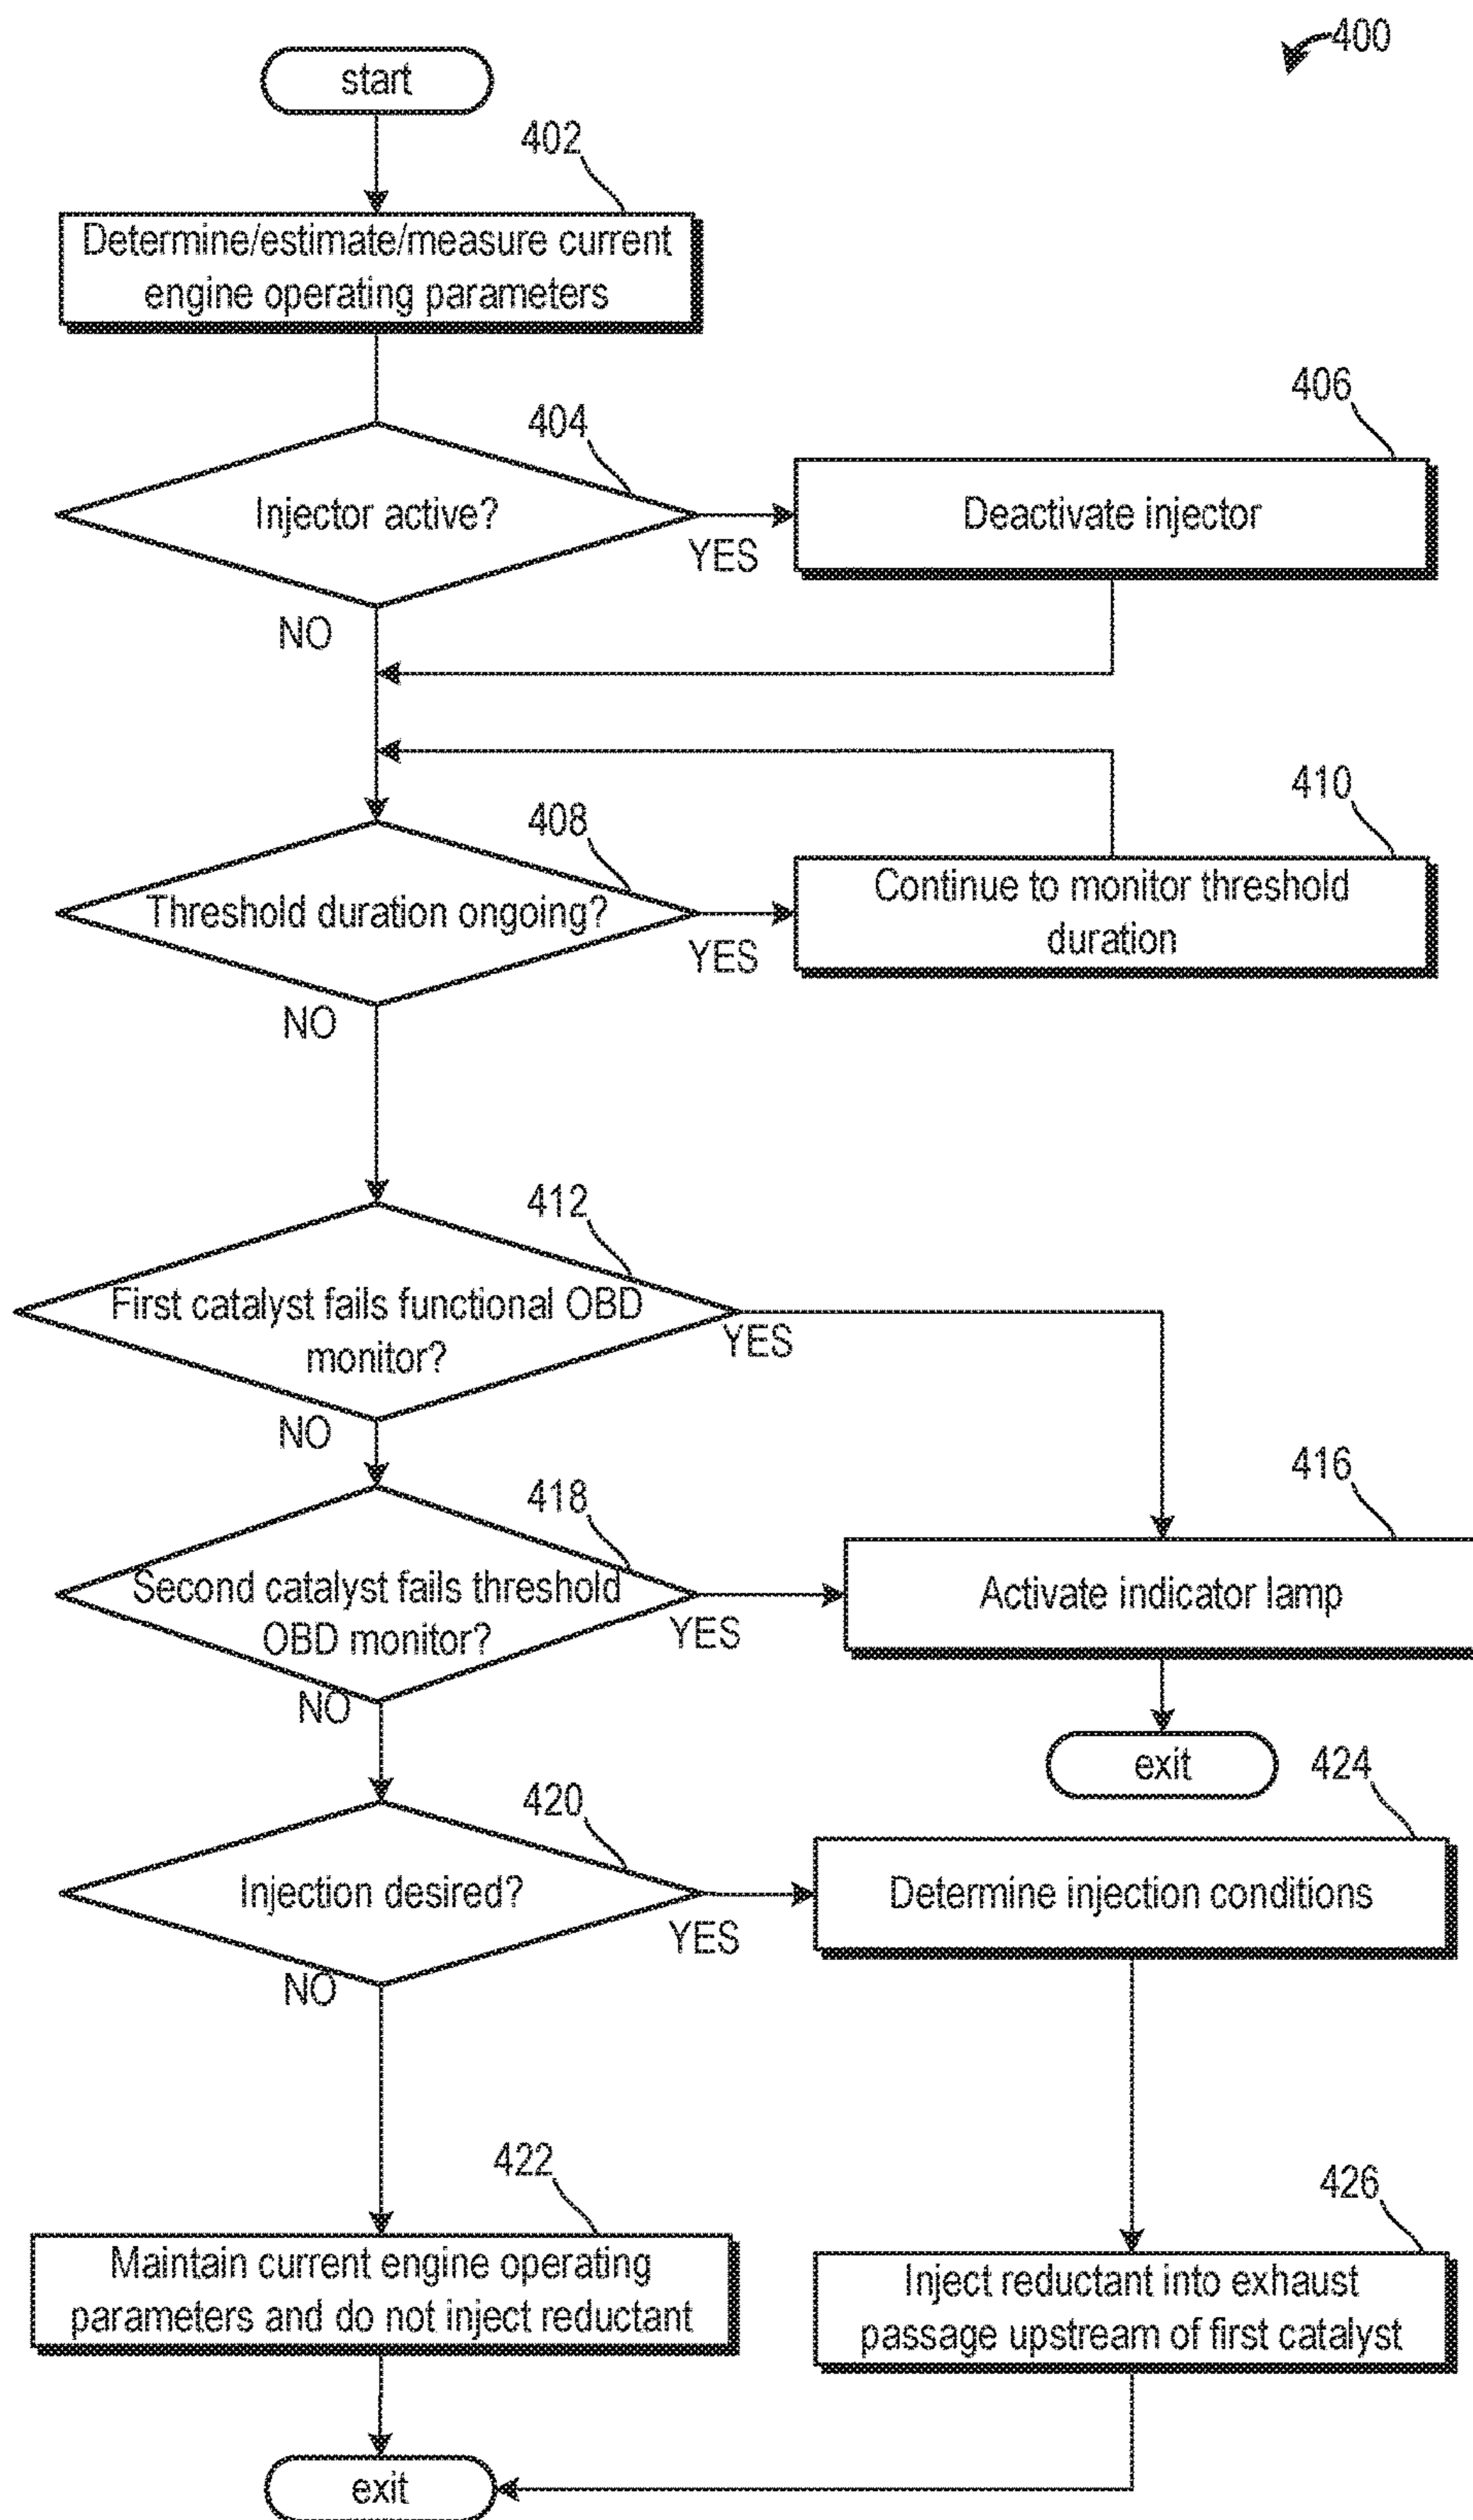 400
start
402
Determine/estimate/measure current
engine operating parameters
404
406
Injector active?
Deactivate injector
YES
NO
408
410
Threshold duration ongoing?
Continue to monitor threshold
duration
YES
NO
412
First catalyst fails functional OBD
monitor?
YES
NO
416
418
Second catalyst fails threshold
OBD monitor?
Activate indicator lamp
YES
NO
exit
424
420
Injection desired?
Determine injection conditions
YES
NO
422
426
Maintain current engine operating
parameters and do not inject reductant
Inject reductant into exhaust
passage upstream of first catalyst
exit